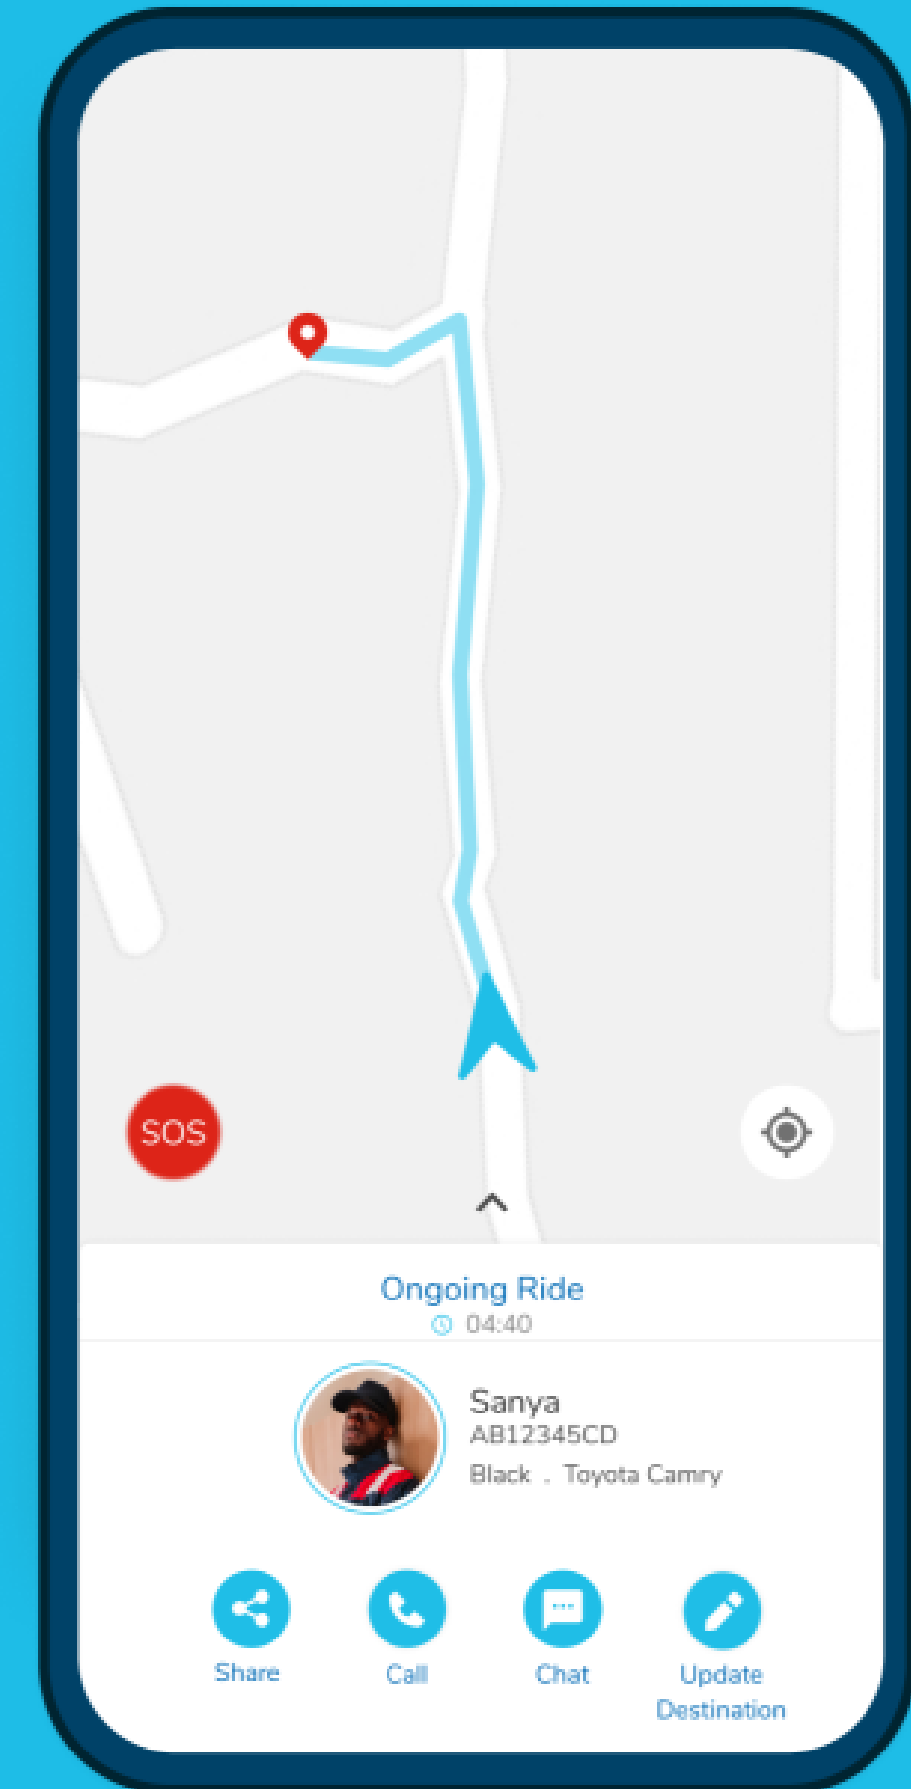 SOS
Ongoing Ride
04:40
Sanya
AB12345CD
Black . Toyota Camry
Share
Call
Chat
Update
Destination